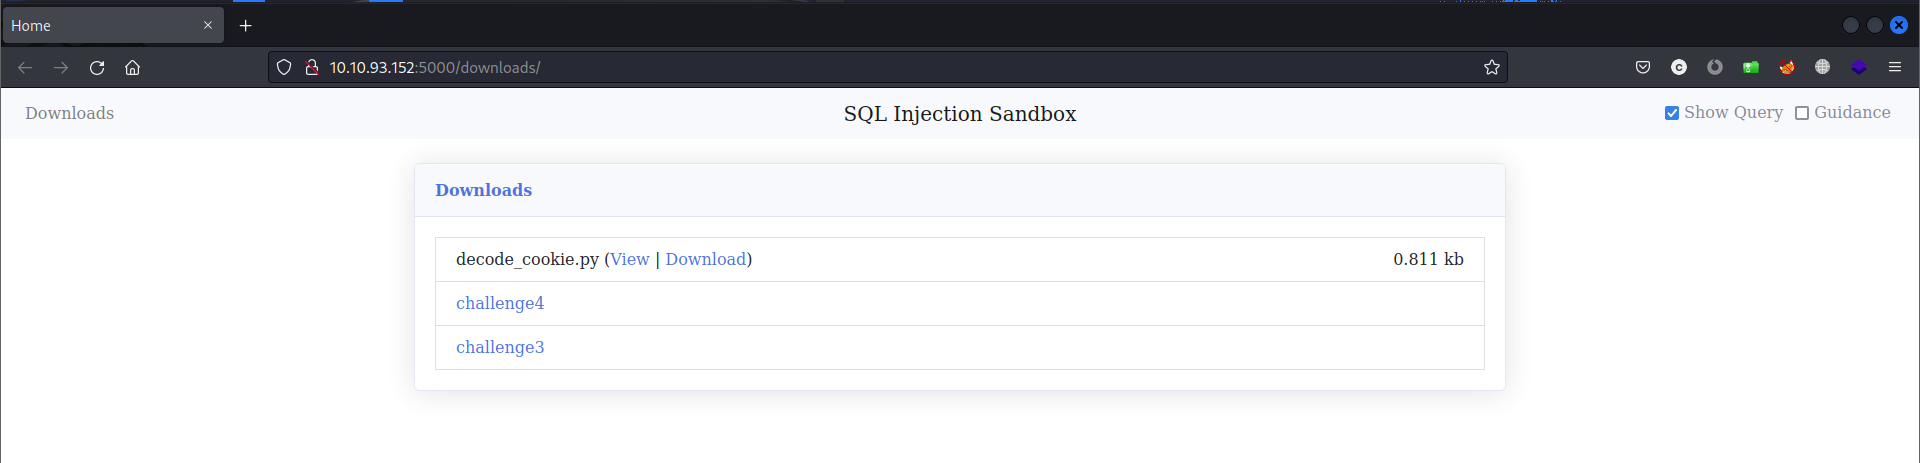 Home
10.10.93.152:5000/downloads/
Downloads SQL Injection Sandbox Show Query Guidance
Downloads
decode_cookie.py (View | Download) 0.811 kb
challenge4
challenge3